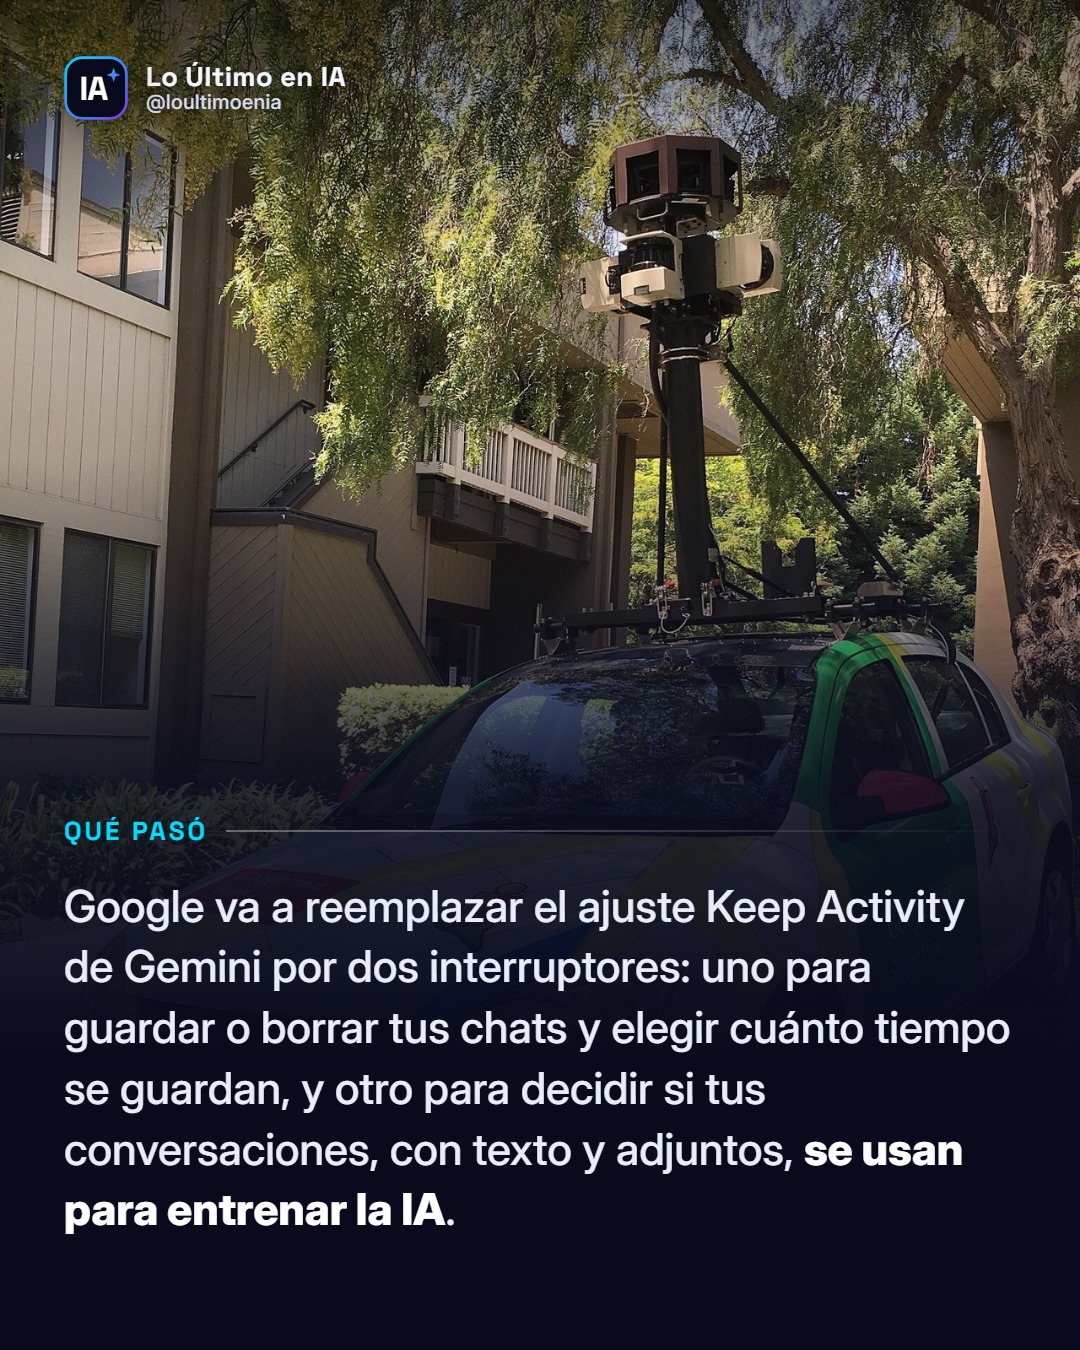 IA
Lo Último en IA
@loultimoenia
QUÉ PASÓ
Google va a reemplazar el ajuste Keep Activity
de Gemini por dos interruptores: uno para
guardar o borrar tus chats y elegir cuánto tiempo
se guardan, y otro para decidir si tus
conversaciones, con texto y adjuntos, se usan
para entrenar la IA.